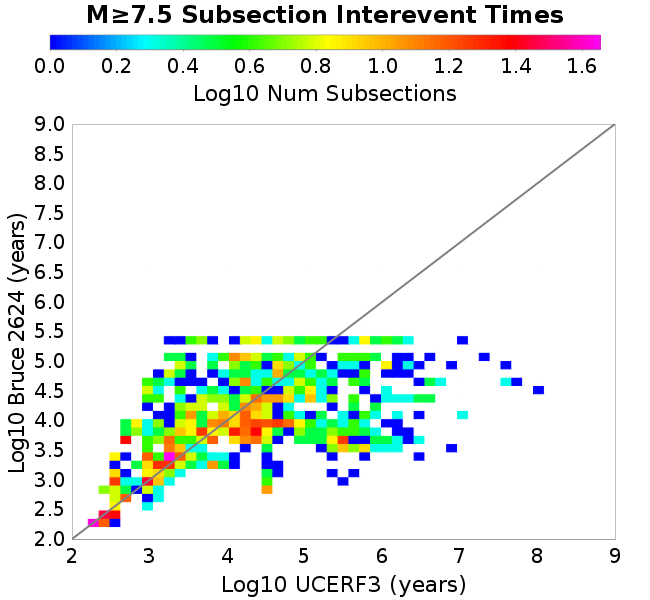 M≥7.5 Subsection Interevent Times
0.0 0.2 0.4 0.6 0.8 1.0 1.2 1.4 1.6
Log10 Num Subsections
Log10 Bruce 2624 (years)
9.0
8.5
8.0
7.5
7.0
6.5
6.0
5.5
5.0
4.5
4.0
3.5
3.0
2.5
2.0
2 3 4 5 6 7 8 9
Log10 UCERF3 (years)